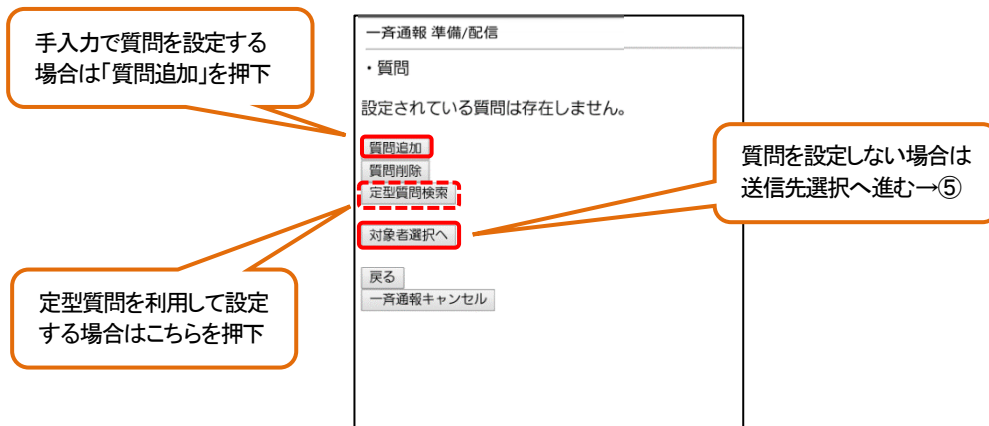 手入力で質問を設定する
場合は「質問追加」を押下
一斉通報 準備/配信
・質問
設定されている質問は存在しません。
質問追加
質問削除
定型質問検索
対象者選択へ
戻る
一斉通報キャンセル
質問を設定しない場合は
送信先選択へ進む→⑤
定型質問を利用して設定
する場合はこちらを押下